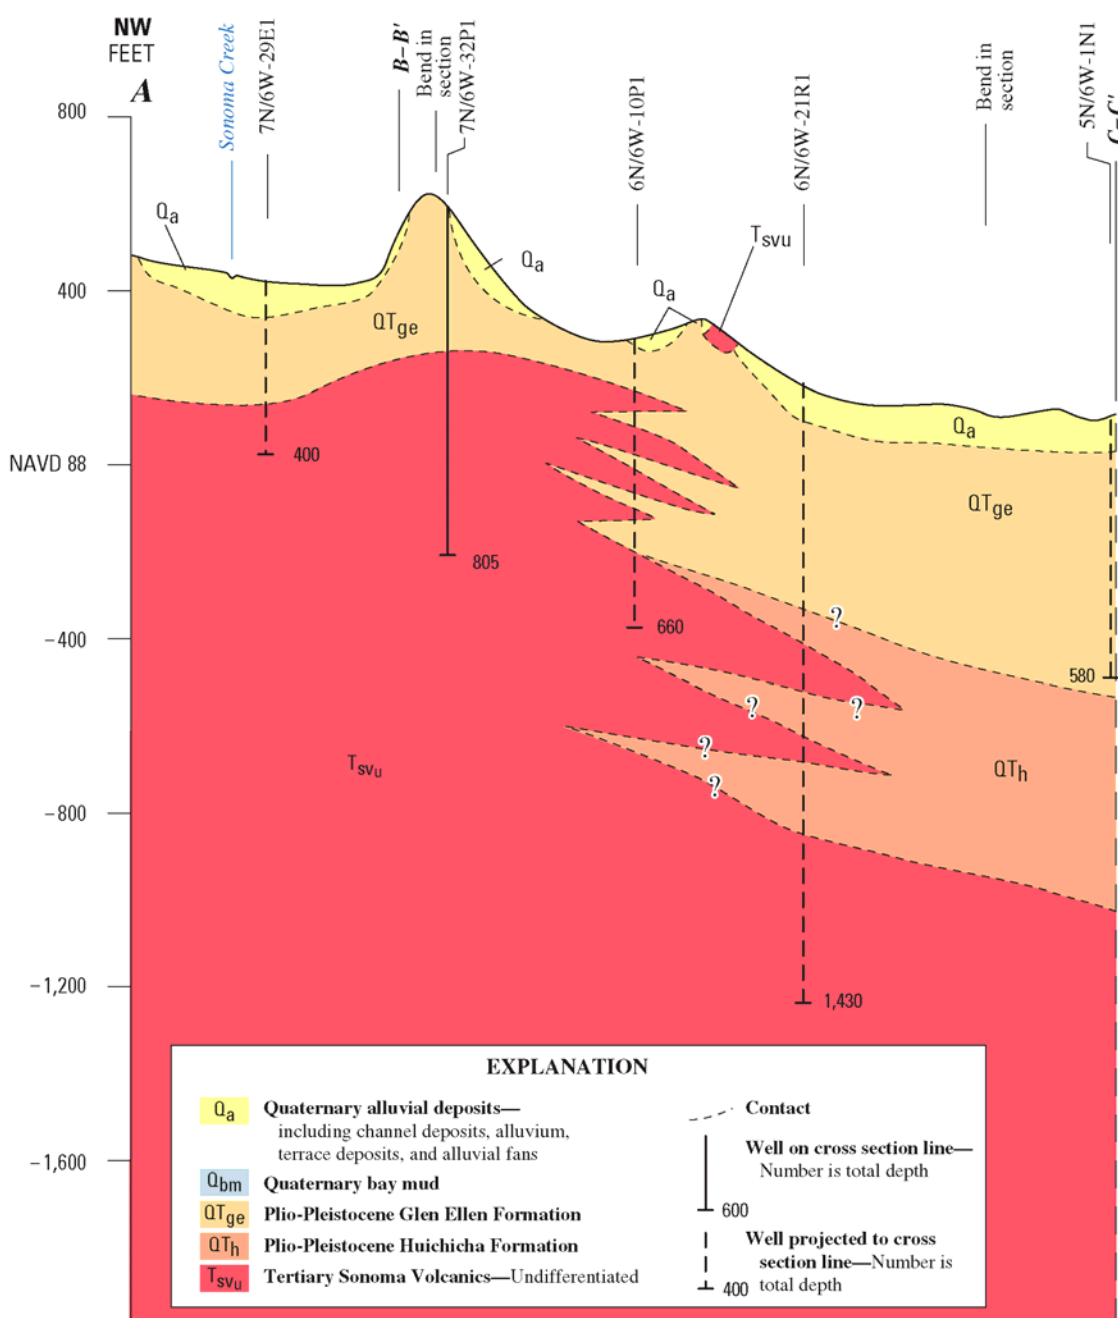 NW
FEET
A
Sonoma Creek
7N/6W-29E1
B–B'
Bend in
section
7N/6W-32P1
6N/6W-10P1
6N/6W-21R1
Bend in
section
5N/6W-1N1
C–C'
800
Qa
Qa
Tsvu
Qa
400
QTge
Qa
NAVD 88
400
QTge
805
?
–400
660
580
?
?
?
Tsvu
QTh
?
–800
–1,200
1,430
EXPLANATION
Qa Quaternary alluvial deposits—
including channel deposits, alluvium,
terrace deposits, and alluvial fans
Qbm Quaternary bay mud
QTge Plio-Pleistocene Glen Ellen Formation
QTh Plio-Pleistocene Huichicha Formation
Tsvu Tertiary Sonoma Volcanics—Undifferentiated
Contact
Well on cross section line—
Number is total depth
600
Well projected to cross
section line—Number is
total depth
400
–1,600